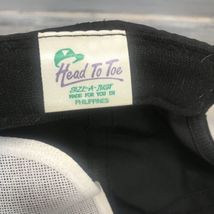 Head To Toe
SIZE-A-JUST
MADE FOR YOU IN
PHILIPPINES